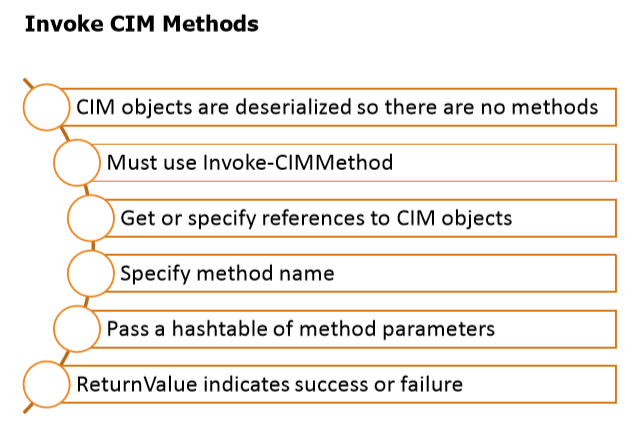 Invoke CIM Methods
CIM objects are deserialized so there are no methods
Must use Invoke-CIMMethod
Get or specify references to CIM objects
Specify method name
Pass a hashtable of method parameters
ReturnValue indicates success or failure